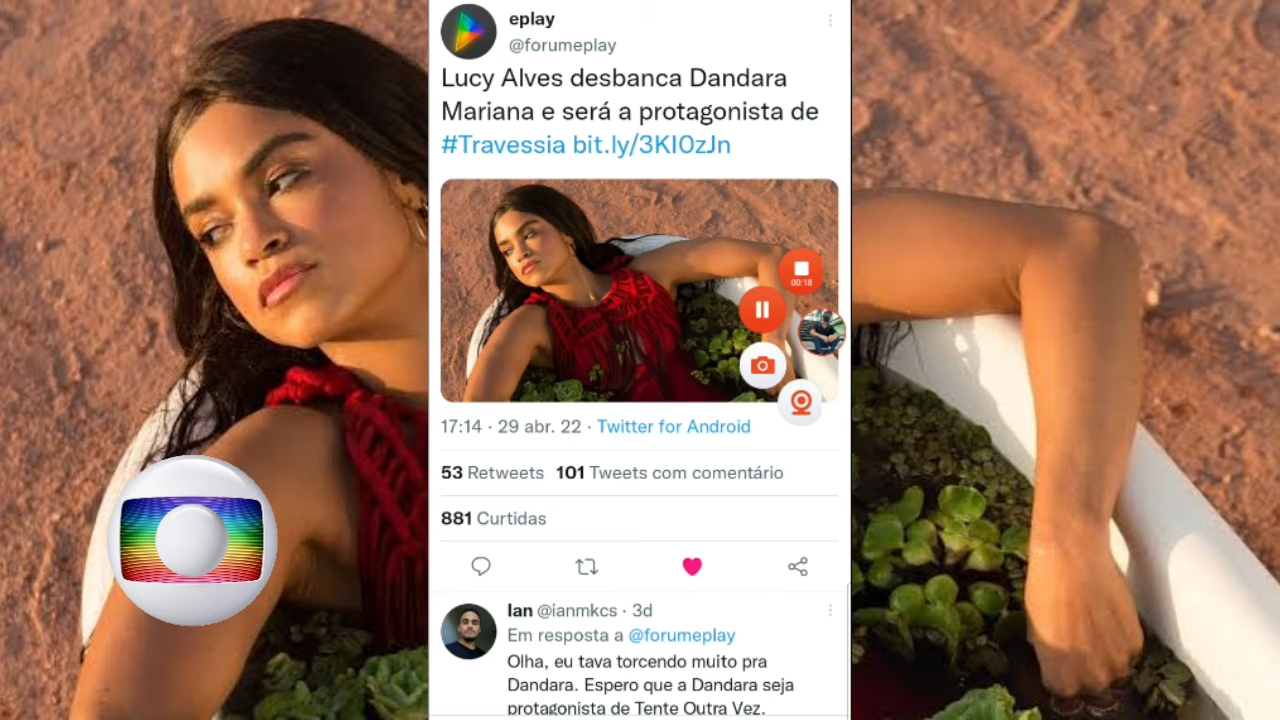 eplay
@forumeplay
Lucy Alves desbanca Dandara
Mariana e será a protagonista de
#Travessia bit.ly/3KI0zJn
00:18
17:14 · 29 abr. 22 · Twitter for Android
53 Retweets 101 Tweets com comentário
881 Curtidas
Ian @ianmkcs · 3d
Em resposta a @forumeplay
Olha, eu tava torcendo muito pra
Dandara. Espero que a Dandara seja
protagonista de Tente Outra Vez.